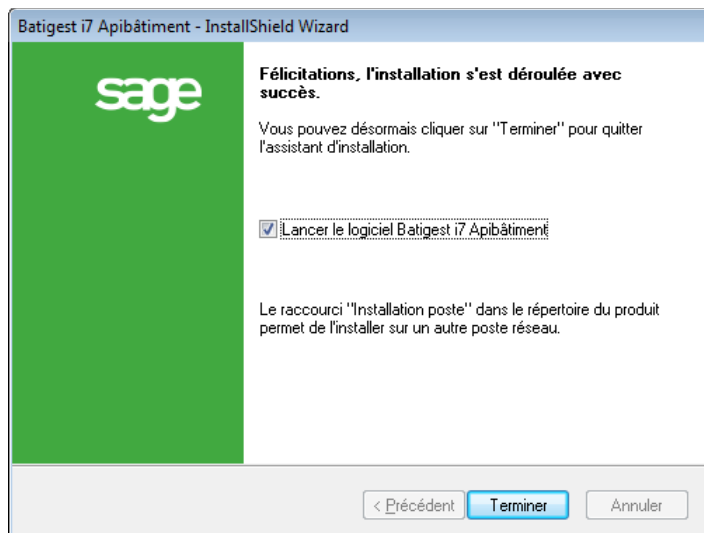 Batigest i7 Apibâtiment - InstallShield Wizard
sage
Félicitations, l'installation s'est déroulée avec
succès.
Vous pouvez désormais cliquer sur "Terminer" pour quitter
l'assistant d'installation.
Lancer le logiciel Batigest i7 Apibâtiment
Le raccourci "Installation poste" dans le répertoire du produit
permet de l'installer sur un autre poste réseau.
< Précédent
Terminer
Annuler